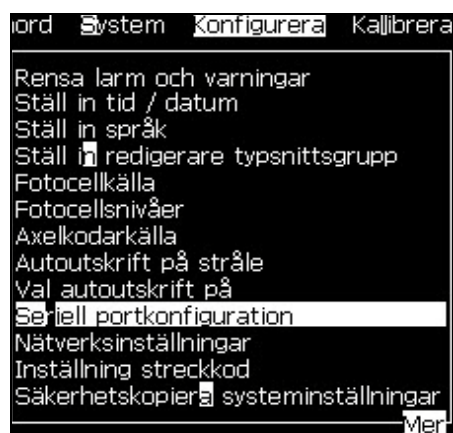 nord System Konfigurera Kalibrera
Rensa larm och varningar
Ställ in tid / datum
Ställ in språk
Ställ in redigerare typsnittsgrupp
Fotocellkälla
Fotocellsnivåer
Axelkodarkälla
Autoutskrift på stråle
Val autoutskrift på
Seriell portkonfiguration
Nätverksinställningar
Inställning streckkod
Säkerhetskopiera systeminställningar
Mer